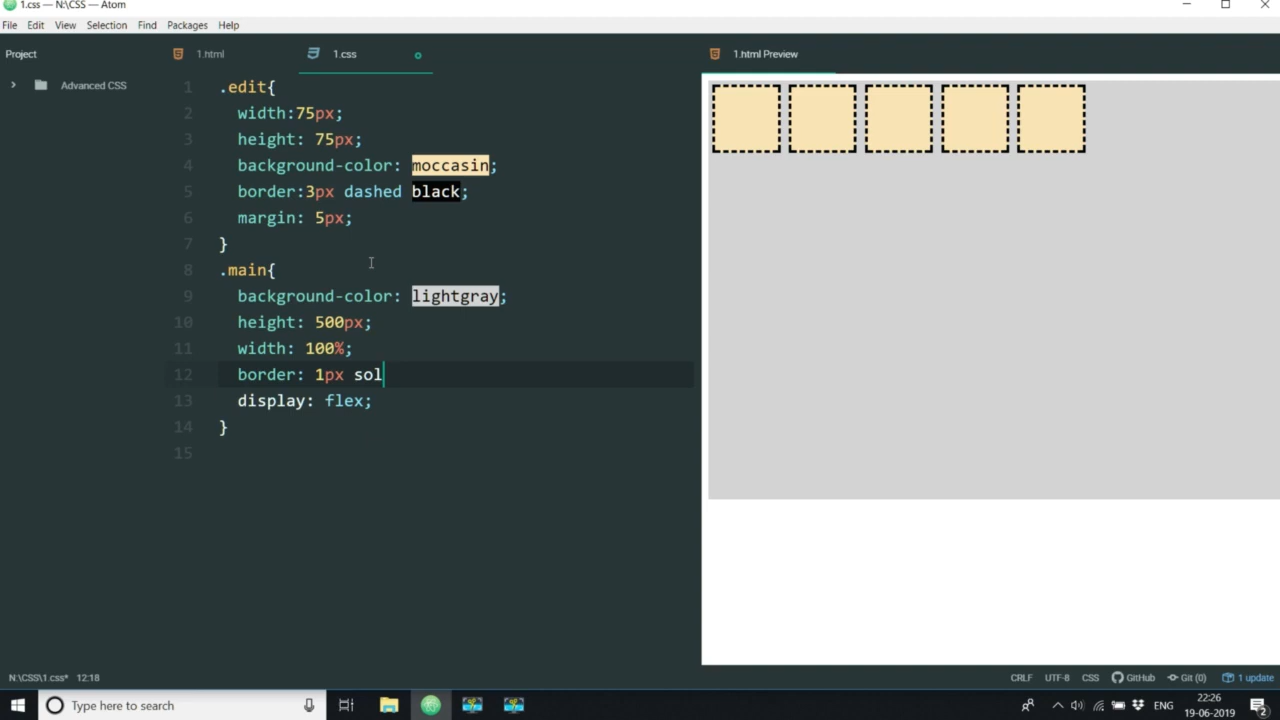 1.css — N:\CSS — Atom
File Edit View Selection Find Packages Help
Project
1.html
1.css
1.html Preview
Advanced CSS
1 .edit{
2 width:75px;
3 height: 75px;
4 background-color: moccasin;
5 border:3px dashed black;
6 margin: 5px;
7 }
8 .main{
9 background-color: lightgray;
10 height: 500px;
11 width: 100%;
12 border: 1px sol
13 display: flex;
14 }
15
N:\CSS\1.css* 12:18
CRLF UTF-8 CSS GitHub Git (0) 1 update
Type here to search
ENG
22:26
19-06-2019
2